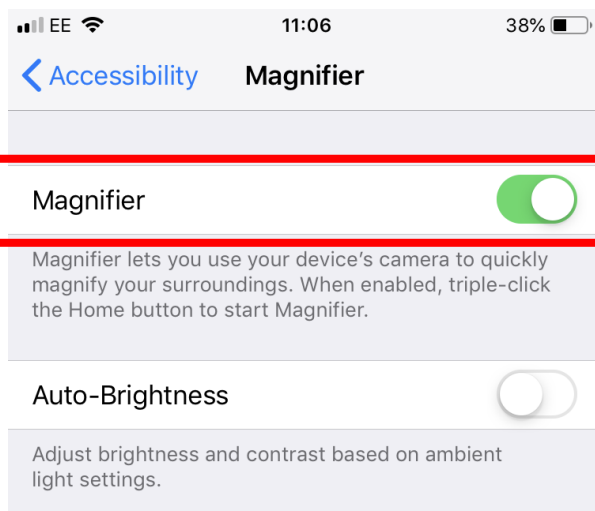 EE 11:06 38%
Accessibility Magnifier
Magnifier
Magnifier lets you use your device's camera to quickly
magnify your surroundings. When enabled, triple-click
the Home button to start Magnifier.
Auto-Brightness
Adjust brightness and contrast based on ambient
light settings.